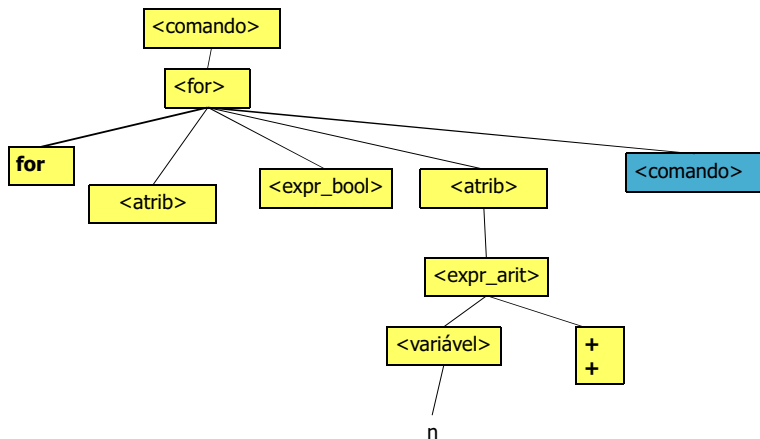 <comando>
<for>
for
<atrib>
<expr_bool>
<atrib>
<comando>
<expr_arit>
<variável>
+
+
n